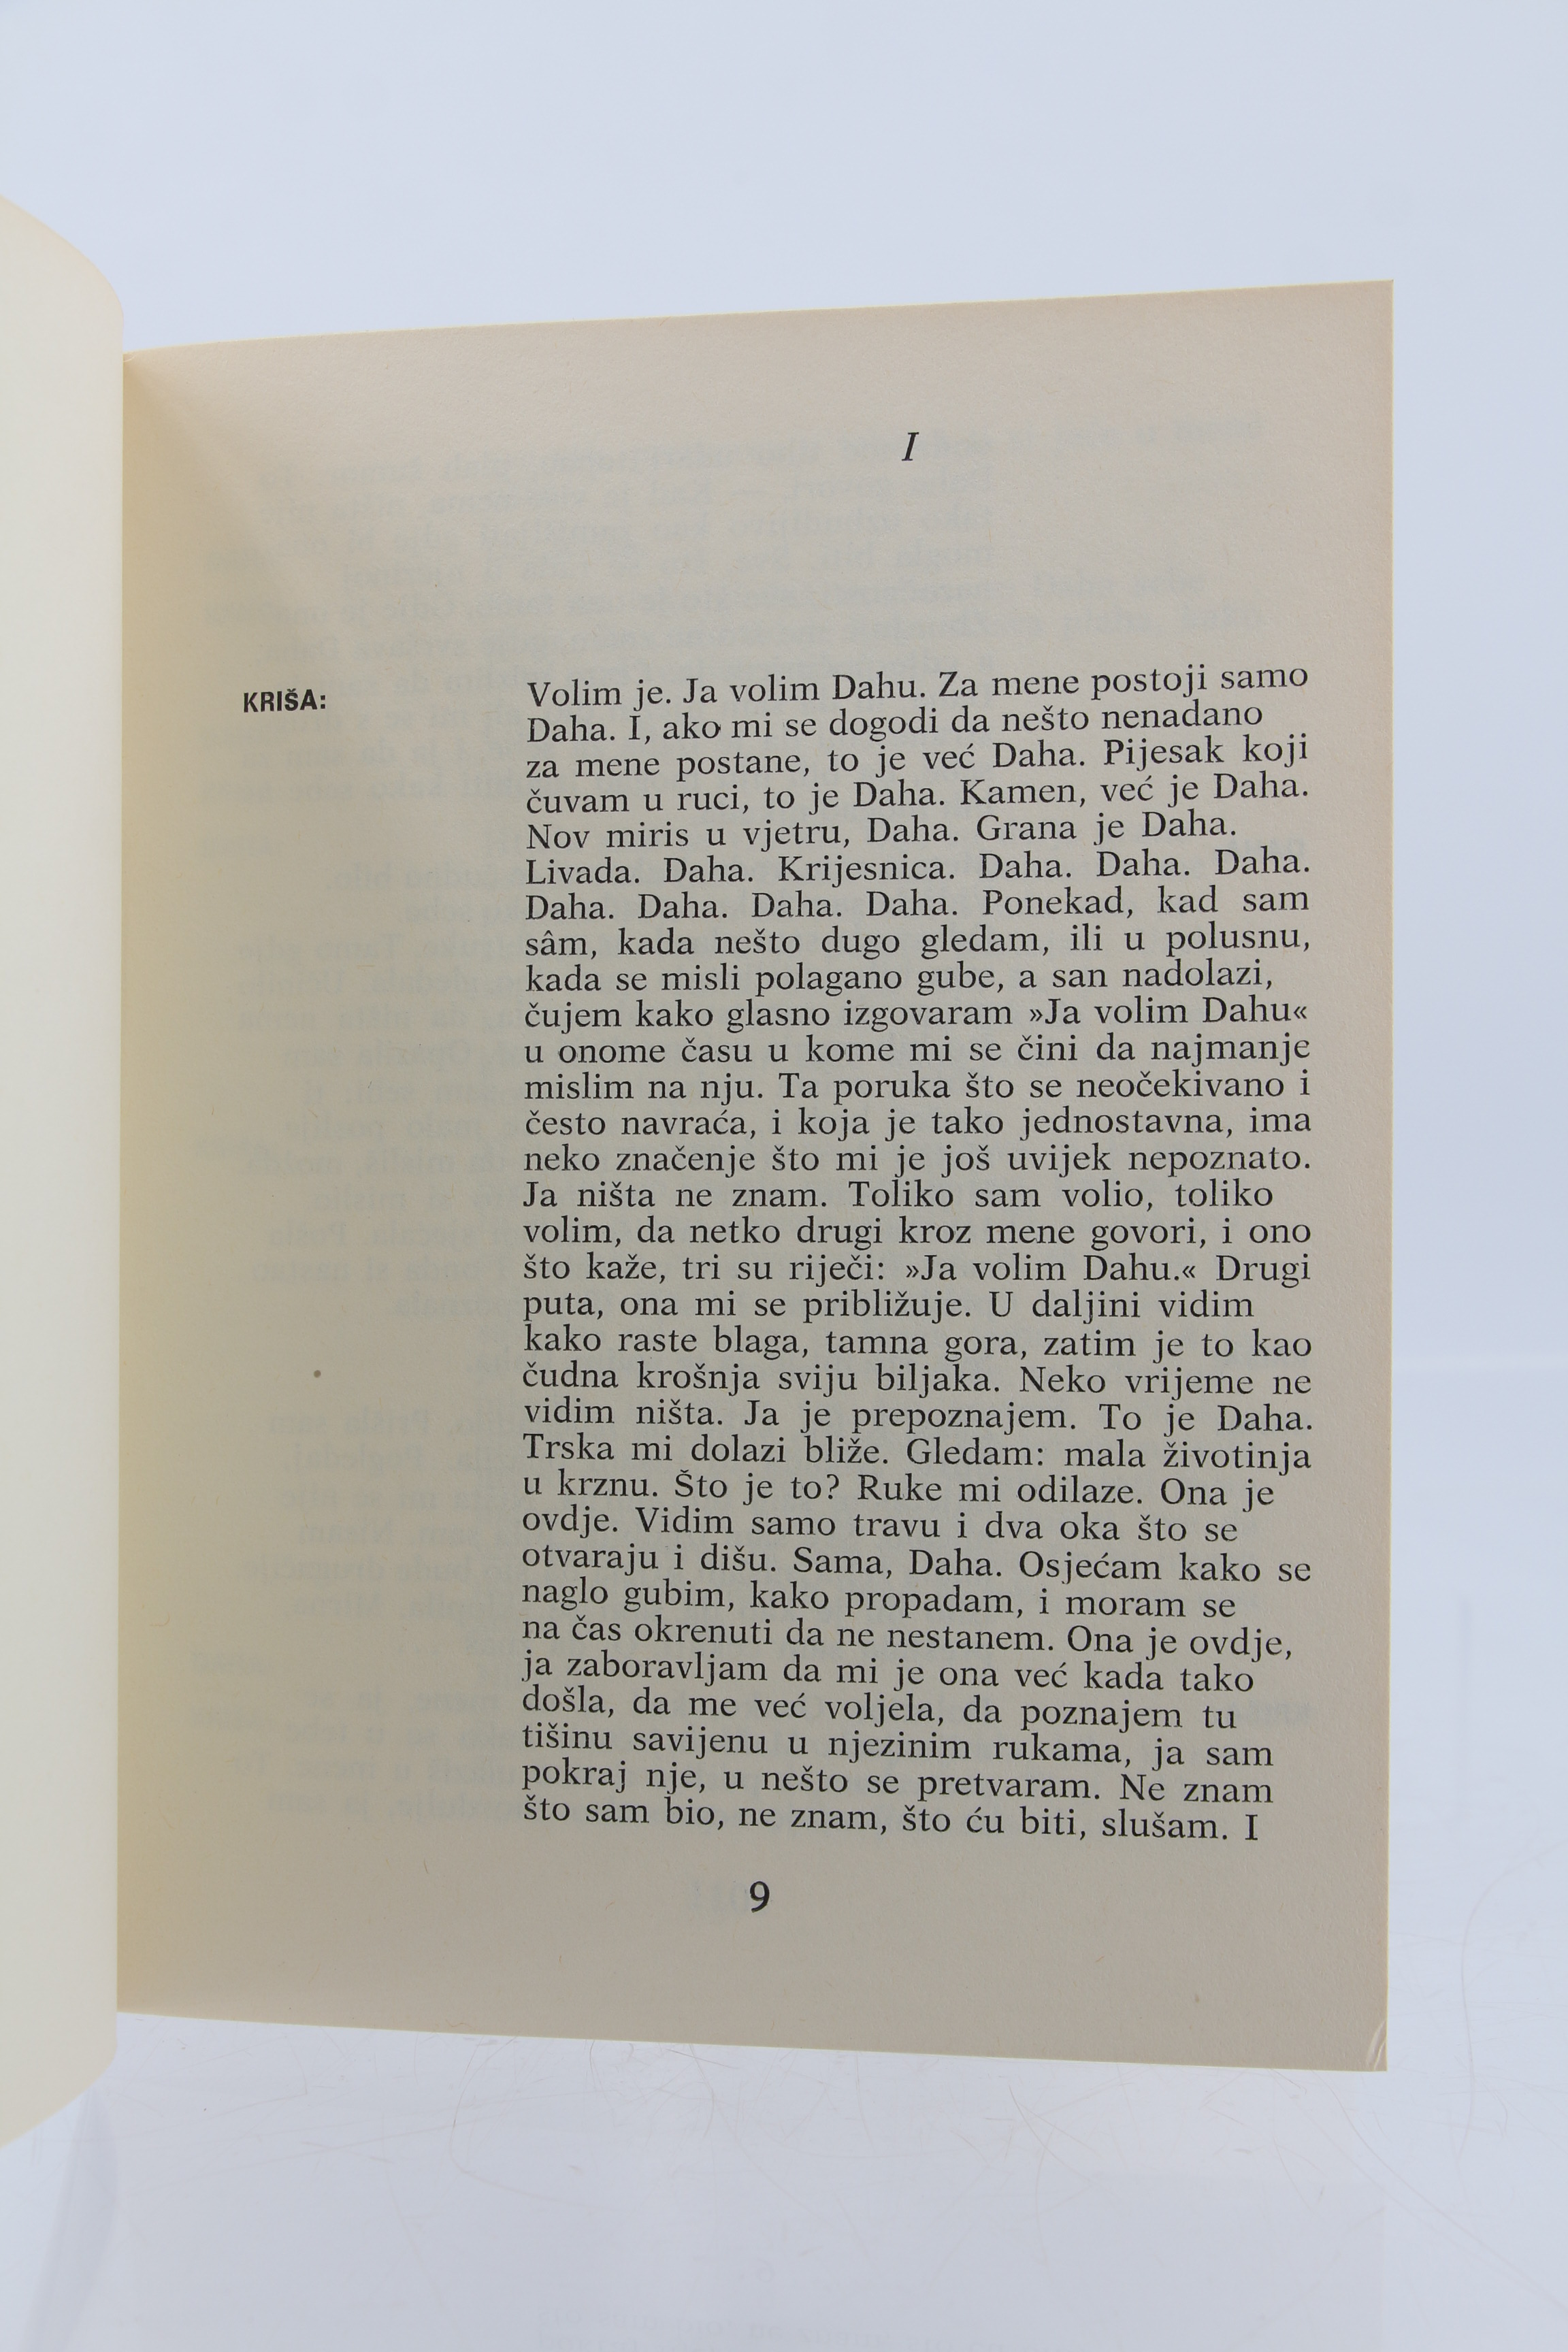 I
KRIŠA: Volim je. Ja volim Dahu. Za mene postoji samo
Daha. I, ako mi se dogodi da nešto nenadano
za mene postane, to je već Daha. Pijesak koji
čuvam u ruci, to je Daha. Kamen, već je Daha.
Nov miris u vjetru, Daha. Grana je Daha.
Livada. Daha. Krijesnica. Daha. Daha. Daha.
Daha. Daha. Daha. Daha. Ponekad, kad sam
sâm, kada nešto dugo gledam, ili u polusnu,
kada se misli polagano gube, a san nadolazi,
čujem kako glasno izgovaram »Ja volim Dahu«
u onome času u kome mi se čini da najmanje
mislim na nju. Ta poruka što se neočekivano i
često navraća, i koja je tako jednostavna, ima
neko značenje što mi je još uvijek nepoznato.
Ja ništa ne znam. Toliko sam volio, toliko
volim, da netko drugi kroz mene govori, i ono
što kaže, tri su riječi: »Ja volim Dahu.« Drugi
puta, ona mi se približuje. U daljini vidim
kako raste blaga, tamna gora, zatim je to kao
čudna krošnja sviju biljaka. Neko vrijeme ne
vidim ništa. Ja je prepoznajem. To je Daha.
Trska mi dolazi bliže. Gledam: mala životinja
u krznu. Što je to? Ruke mi odilaze. Ona je
ovdje. Vidim samo travu i dva oka što se
otvaraju i dišu. Sama, Daha. Osjećam kako se
naglo gubim, kako propadam, i moram se
na čas okrenuti da ne nestanem. Ona je ovdje,
ja zaboravljam da mi je ona već kada tako
došla, da me već voljela, da poznajem tu
tišinu savijenu u njezinim rukama, ja sam
pokraj nje, u nešto se pretvaram. Ne znam
što sam bio, ne znam, što ću biti, slušam. I
9